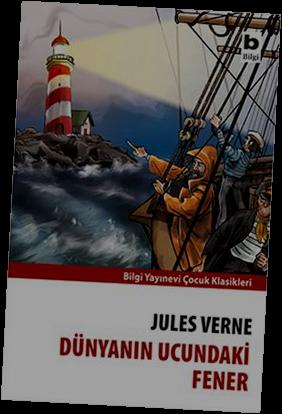 b
Bilgi
Bilgi Yayınevi Çocuk Klasikleri
JULES VERNE
DÜNYANIN UCUNDAKİ
FENER